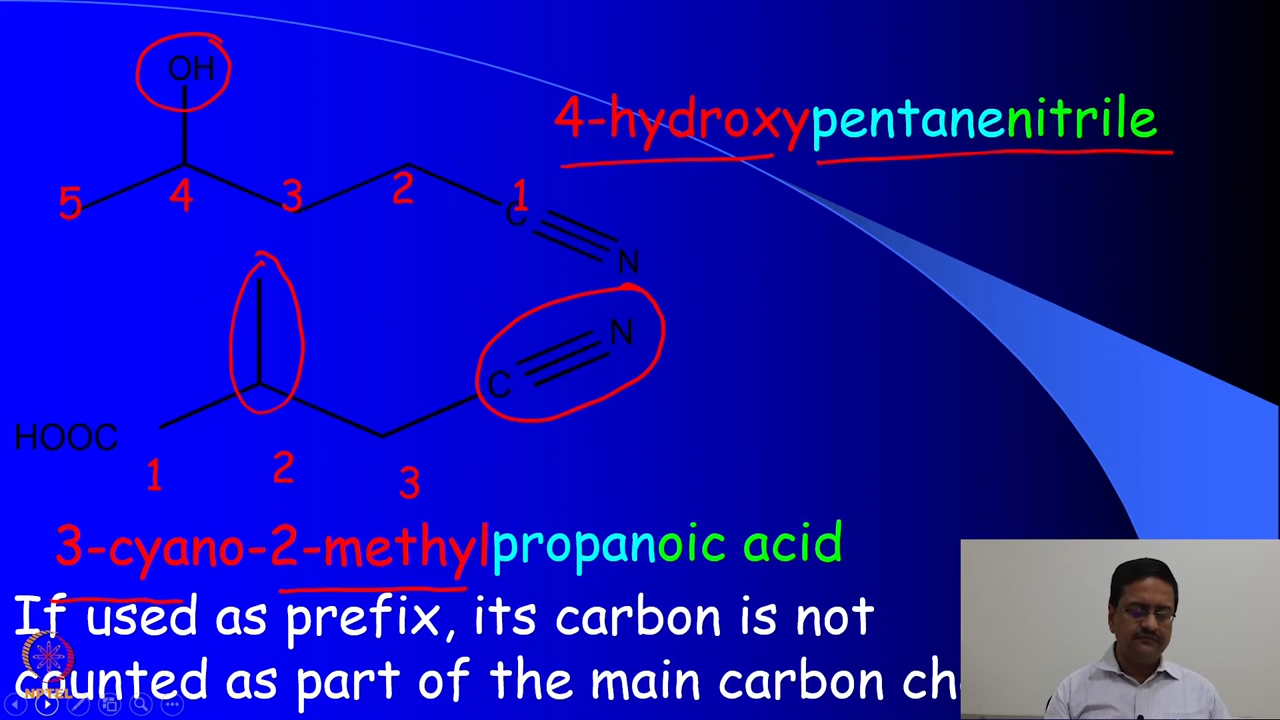 OH
4-hydroxypentanenitrile
5 4 3 2 1
C
N
N
C
HOOC
1 2 3
3-cyano-2-methylpropanoic acid
If used as prefix, its carbon is not
counted as part of the main carbon
NPTEL